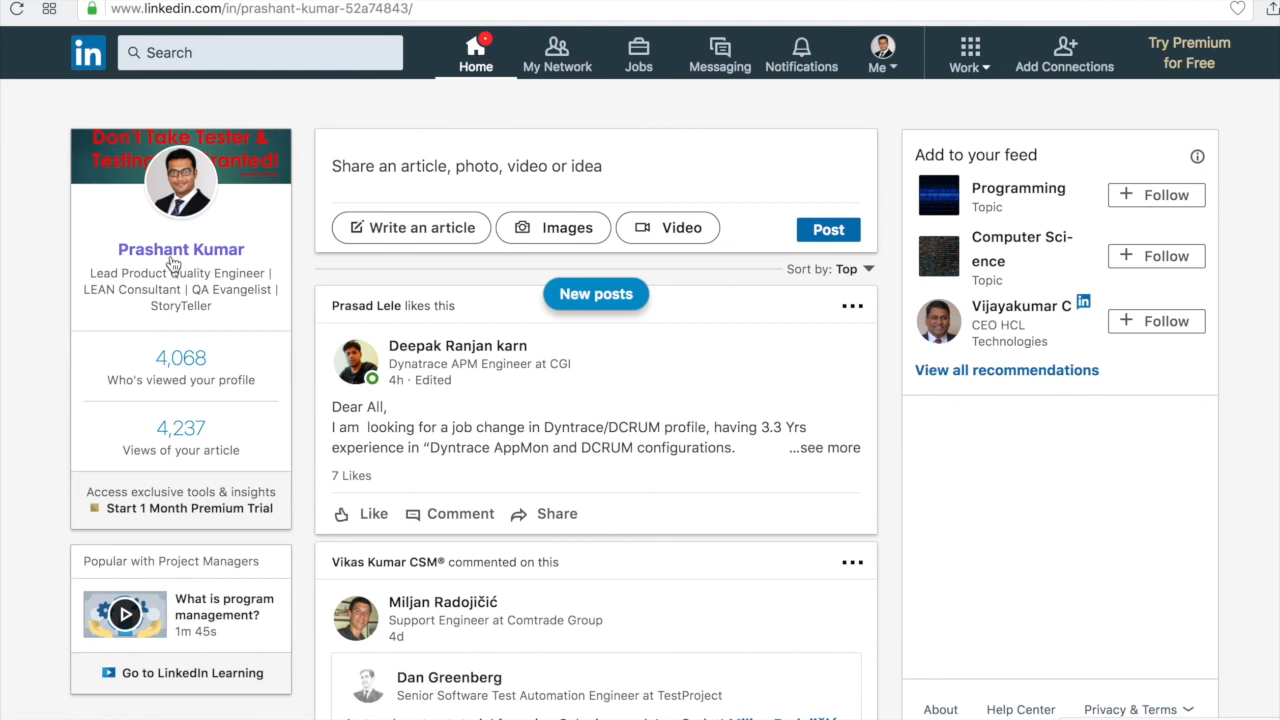 www.linkedin.com/in/prashant-kumar-52a74843/
in
Search
Home
My Network
Jobs
Messaging
Notifications
Me
Work
Add Connections
Try Premium
for Free
Don't Take Tester &
Prashant Kumar
Lead Product Quality Engineer |
LEAN Consultant | QA Evangelist |
StoryTeller
4,068
Who's viewed your profile
4,237
Views of your article
Access exclusive tools & insights
Start 1 Month Premium Trial
Popular with Project Managers
What is program
management?
1m 45s
Go to LinkedIn Learning
Share an article, photo, video or idea
Write an article
Images
Video
Post
Sort by: Top
New posts
Prasad Lele likes this
Deepak Ranjan karn
Dynatrace APM Engineer at CGI
4h · Edited
Dear All,
I am looking for a job change in Dyntrace/DCRUM profile, having 3.3 Yrs
experience in “Dyntrace AppMon and DCRUM configurations. ...see more
7 Likes
Like
Comment
Share
Vikas Kumar CSM® commented on this
Miljan Radojičić
Support Engineer at Comtrade Group
4d
Dan Greenberg
Senior Software Test Automation Engineer at TestProject
Add to your feed
Programming
Topic
+ Follow
Computer Sci-
ence
Topic
+ Follow
Vijayakumar C in
CEO HCL
Technologies
+ Follow
View all recommendations
About
Help Center
Privacy & Terms